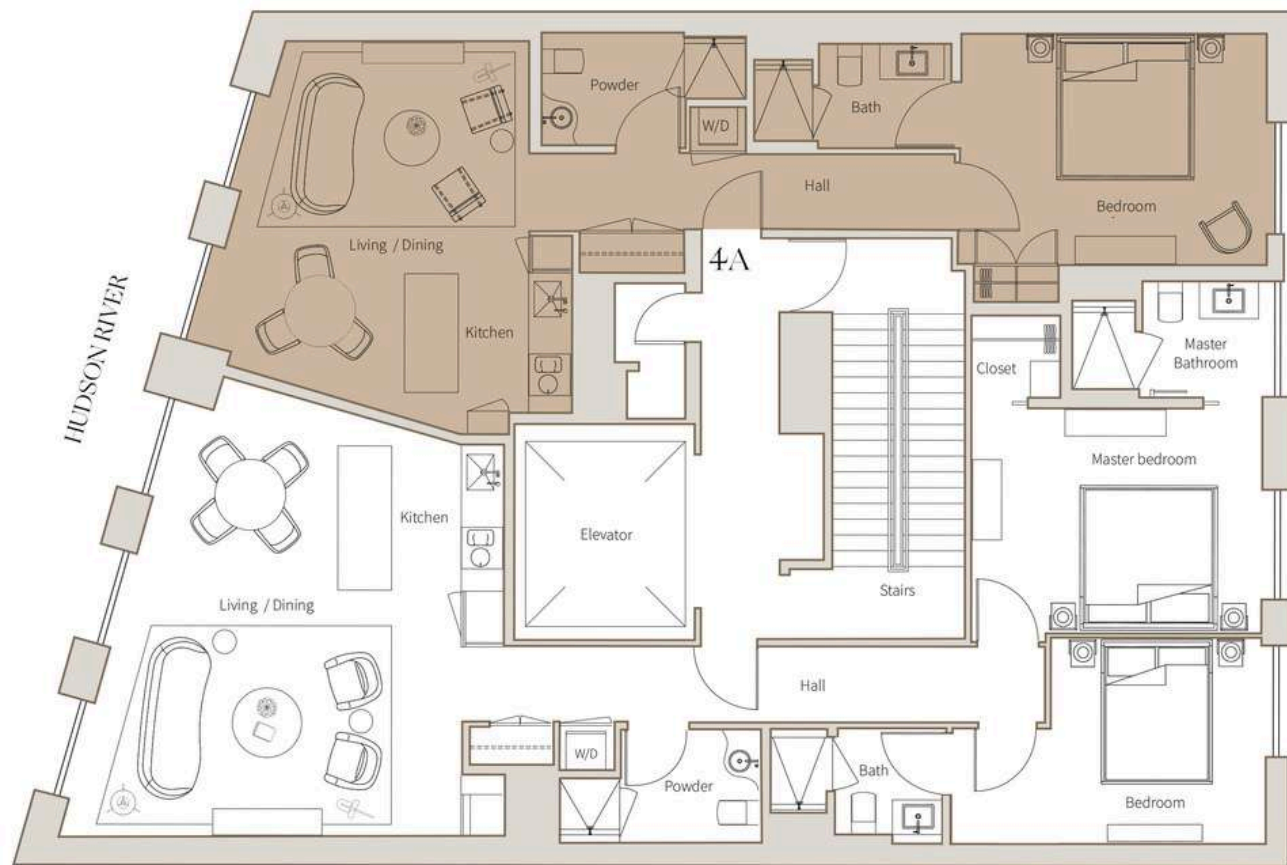 Powder
W/D
Bath
Hall
Bedroom
Living / Dining
4A
Kitchen
HUDSON RIVER
Closet
Master
Bathroom
Master bedroom
Kitchen
Elevator
Stairs
Living / Dining
Hall
W/D
Powder
Bath
Bedroom